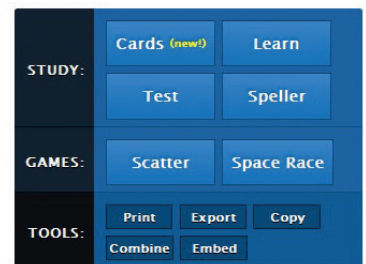 STUDY:
Cards (new!) Learn
Test Speller
GAMES:
Scatter Space Race
TOOLS:
Print Export Copy
Combine Embed